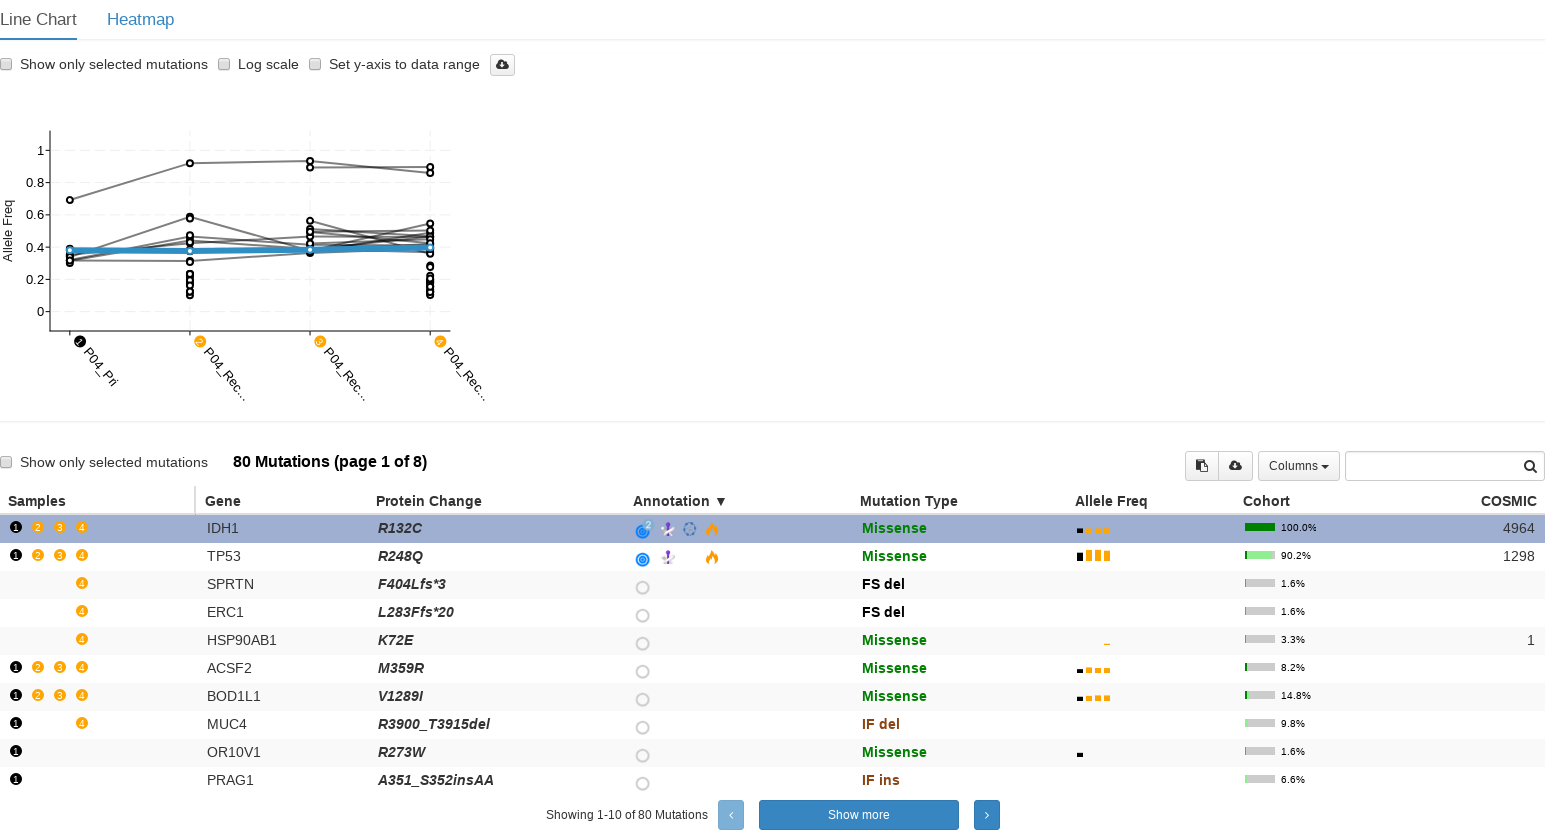 Line Chart Heatmap
Show only selected mutations Log scale Set y-axis to data range
1
0.8
0.6
0.4
0.2
0
Allele Freq
1 P04_Pri 2 P04_Rec... 3 P04_Rec... 4 P04_Rec...
Show only selected mutations 80 Mutations (page 1 of 8) Columns
Samples Gene Protein Change Annotation ▼ Mutation Type Allele Freq Cohort COSMIC
1 2 3 4 IDH1 R132C 2 Missense 100.0% 4964
1 2 3 4 TP53 R248Q Missense 90.2% 1298
4 SPRTN F404Lfs*3 FS del 1.6%
4 ERC1 L283Ffs*20 FS del 1.6%
4 HSP90AB1 K72E Missense 3.3% 1
1 2 3 4 ACSF2 M359R Missense 8.2%
1 2 3 4 BOD1L1 V1289I Missense 14.8%
1 4 MUC4 R3900_T3915del IF del 9.8%
1 OR10V1 R273W Missense 1.6%
1 PRAG1 A351_S352insAA IF ins 6.6%
Showing 1-10 of 80 Mutations ‹ Show more ›